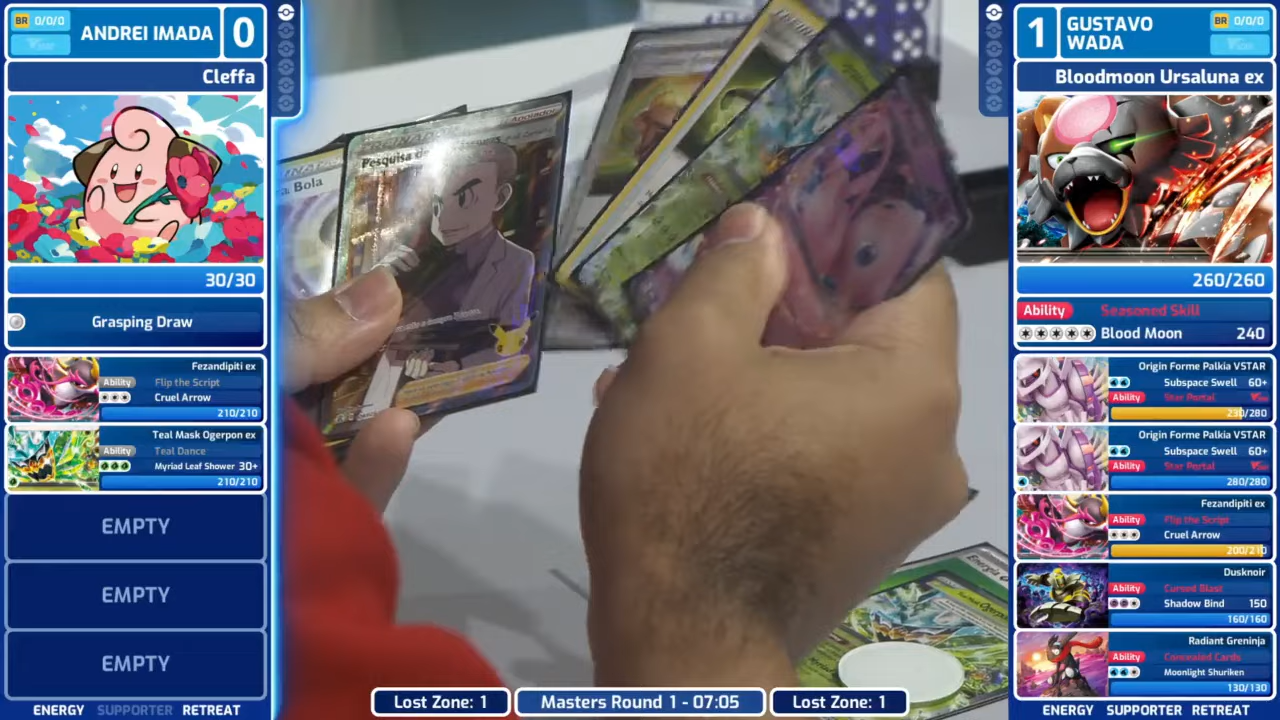 BR 0/0/0
ANDREI IMADA
0
Cleffa
30/30
Grasping Draw
Fezandipiti ex
Ability Flip the Script
Cruel Arrow
210/210
Teal Mask Ogerpon ex
Ability Teal Dance
Myriad Leaf Shower 30+
210/210
EMPTY
EMPTY
EMPTY
ENERGY SUPPORTER RETREAT
Bola
Pesquisa
Lost Zone: 1
Masters Round 1 - 07:05
Lost Zone: 1
1
GUSTAVO
WADA
BR 0/0/0
Bloodmoon Ursaluna ex
260/260
Ability Seasoned Skill
Blood Moon 240
Origin Forme Palkia VSTAR
Subspace Swell 60+
Ability Star Portal
230/280
Origin Forme Palkia VSTAR
Subspace Swell 60+
Ability Star Portal
280/280
Fezandipiti ex
Ability Flip the Script
Cruel Arrow
200/210
Dusknoir
Ability Cursed Blast
Shadow Bind 150
160/160
Radiant Greninja
Ability Concealed Cards
Moonlight Shuriken
130/130
ENERGY SUPPORTER RETREAT